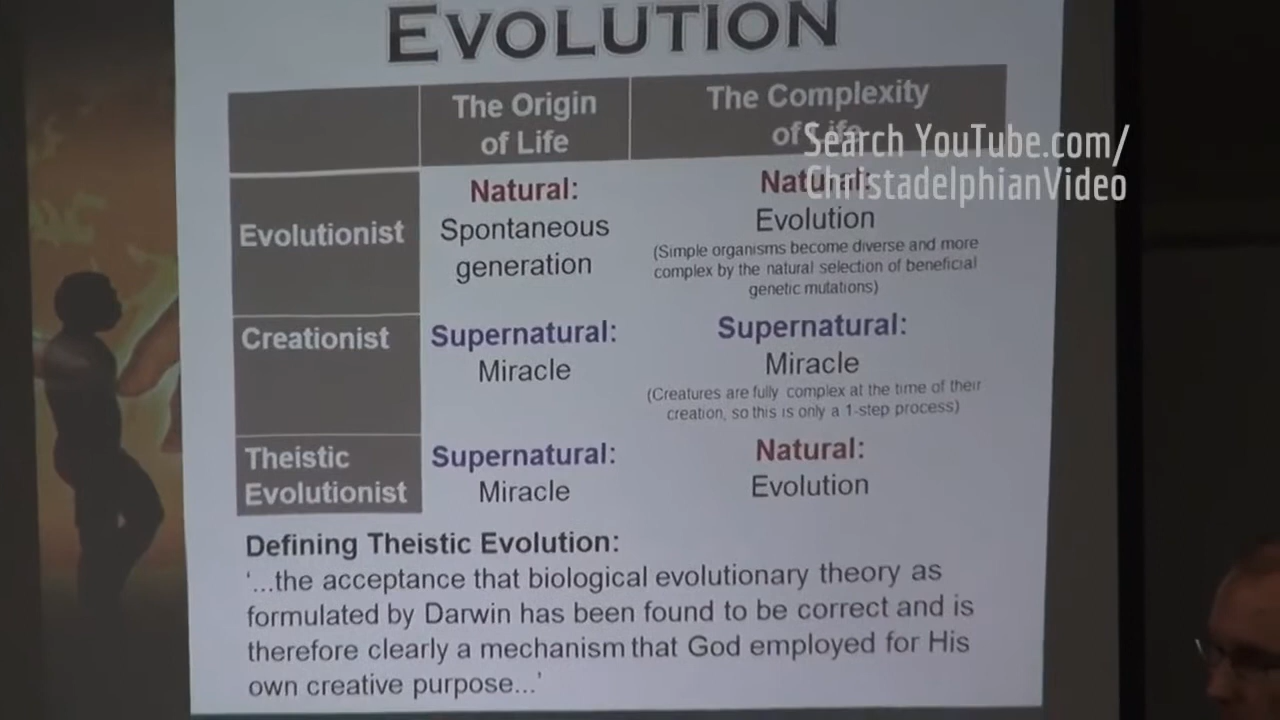 EVOLUTION
The Origin
of Life
The Complexity
of Life
Search YouTube.com/
ChristadelphianVideo
Evolutionist
Natural:
Spontaneous
generation
Natural:
Evolution
(Simple organisms become diverse and more
complex by the natural selection of beneficial
genetic mutations)
Creationist
Supernatural:
Miracle
Supernatural:
Miracle
(Creatures are fully complex at the time of their
creation, so this is only a 1-step process)
Theistic
Evolutionist
Supernatural:
Miracle
Natural:
Evolution
Defining Theistic Evolution:
‘...the acceptance that biological evolutionary theory as
formulated by Darwin has been found to be correct and is
therefore clearly a mechanism that God employed for His
own creative purpose...’